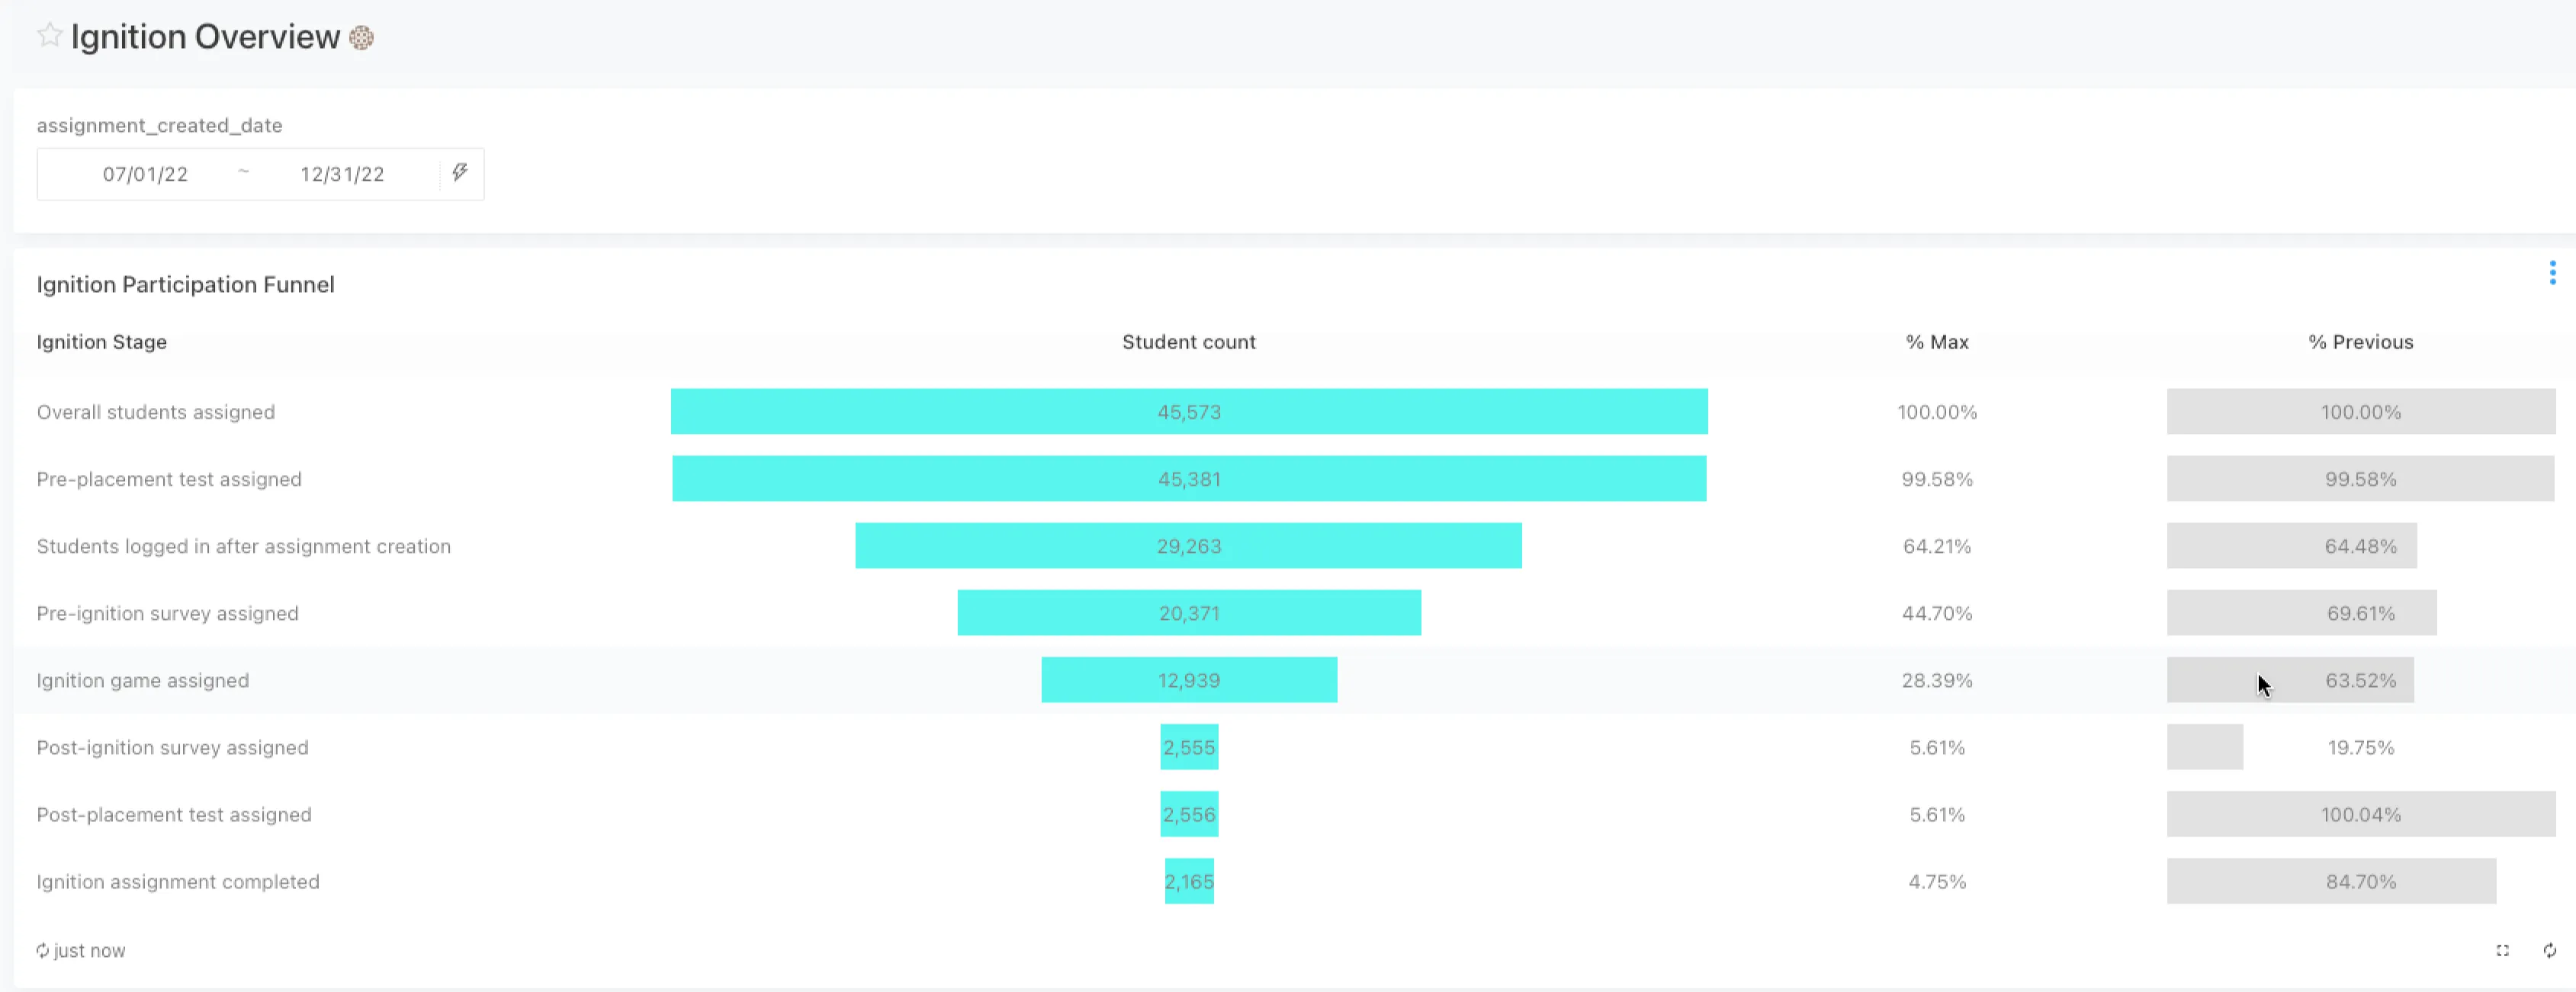 Ignition Overview
assignment_created_date
07/01/22 ~ 12/31/22
Ignition Participation Funnel
Ignition Stage Student count % Max % Previous
Overall students assigned 45,573 100.00% 100.00%
Pre-placement test assigned 45,381 99.58% 99.58%
Students logged in after assignment creation 29,263 64.21% 64.48%
Pre-ignition survey assigned 20,371 44.70% 69.61%
Ignition game assigned 12,939 28.39% 63.52%
Post-ignition survey assigned 2,555 5.61% 19.75%
Post-placement test assigned 2,556 5.61% 100.04%
Ignition assignment completed 2,165 4.75% 84.70%
just now